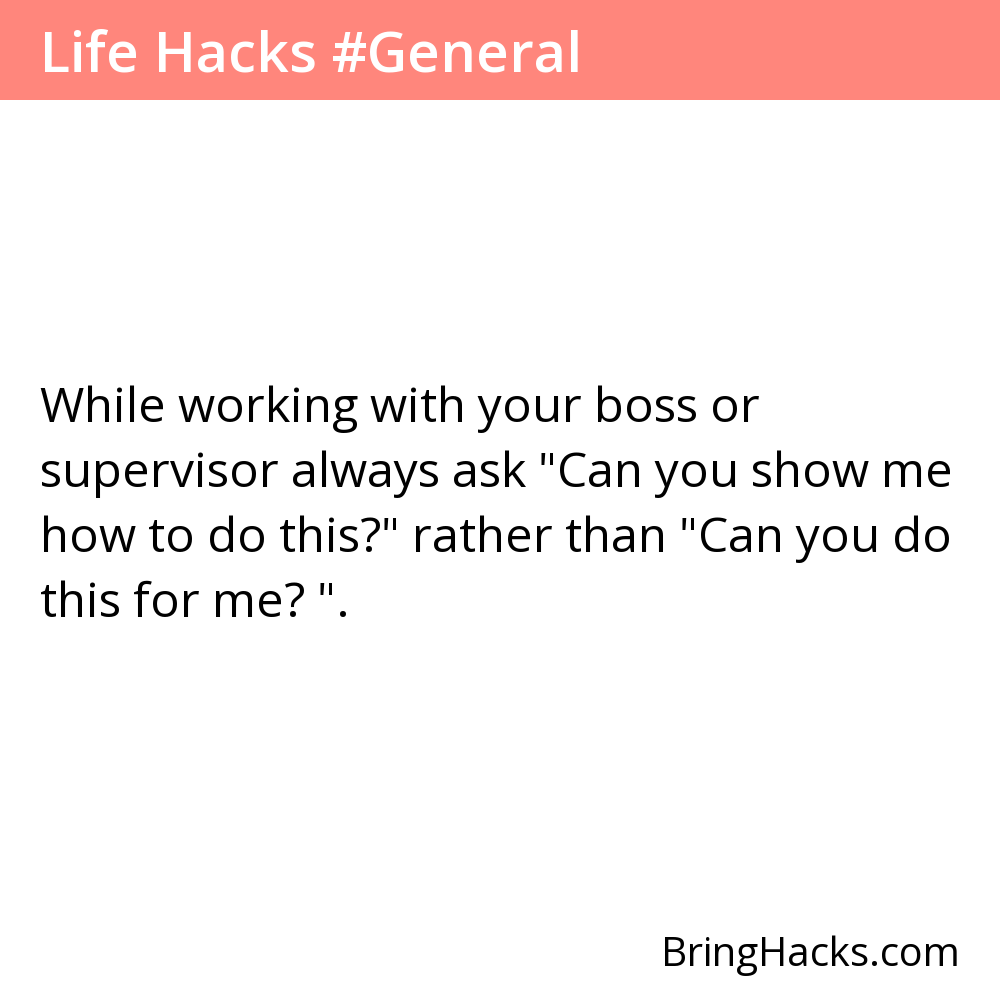 Life Hacks #General
While working with your boss or
supervisor always ask "Can you show me
how to do this?" rather than "Can you do
this for me? ".
BringHacks.com